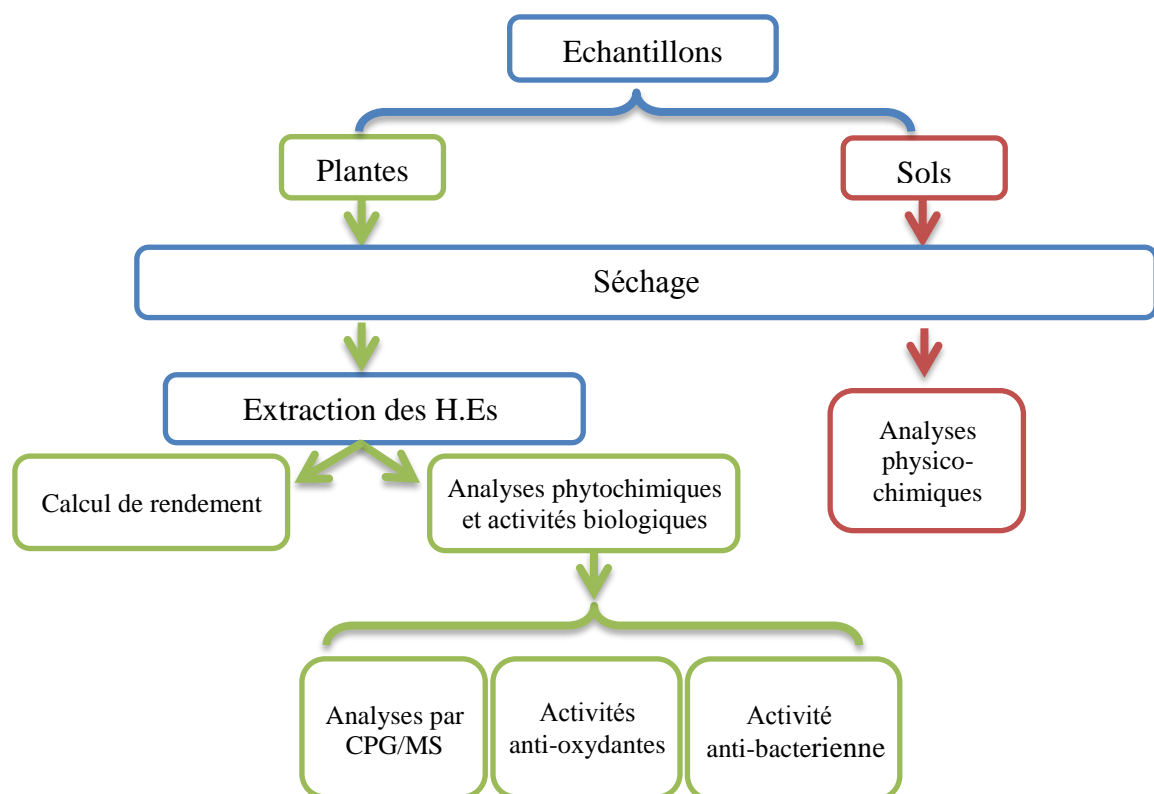 Echantillons
Plantes
Sols
Séchage
Extraction des H.Es
Analyses
physico-
chimiques
Calcul de rendement
Analyses phytochimiques
et activités biologiques
Analyses par
CPG/MS
Activités
anti-oxydantes
Activité
anti-bacterienne